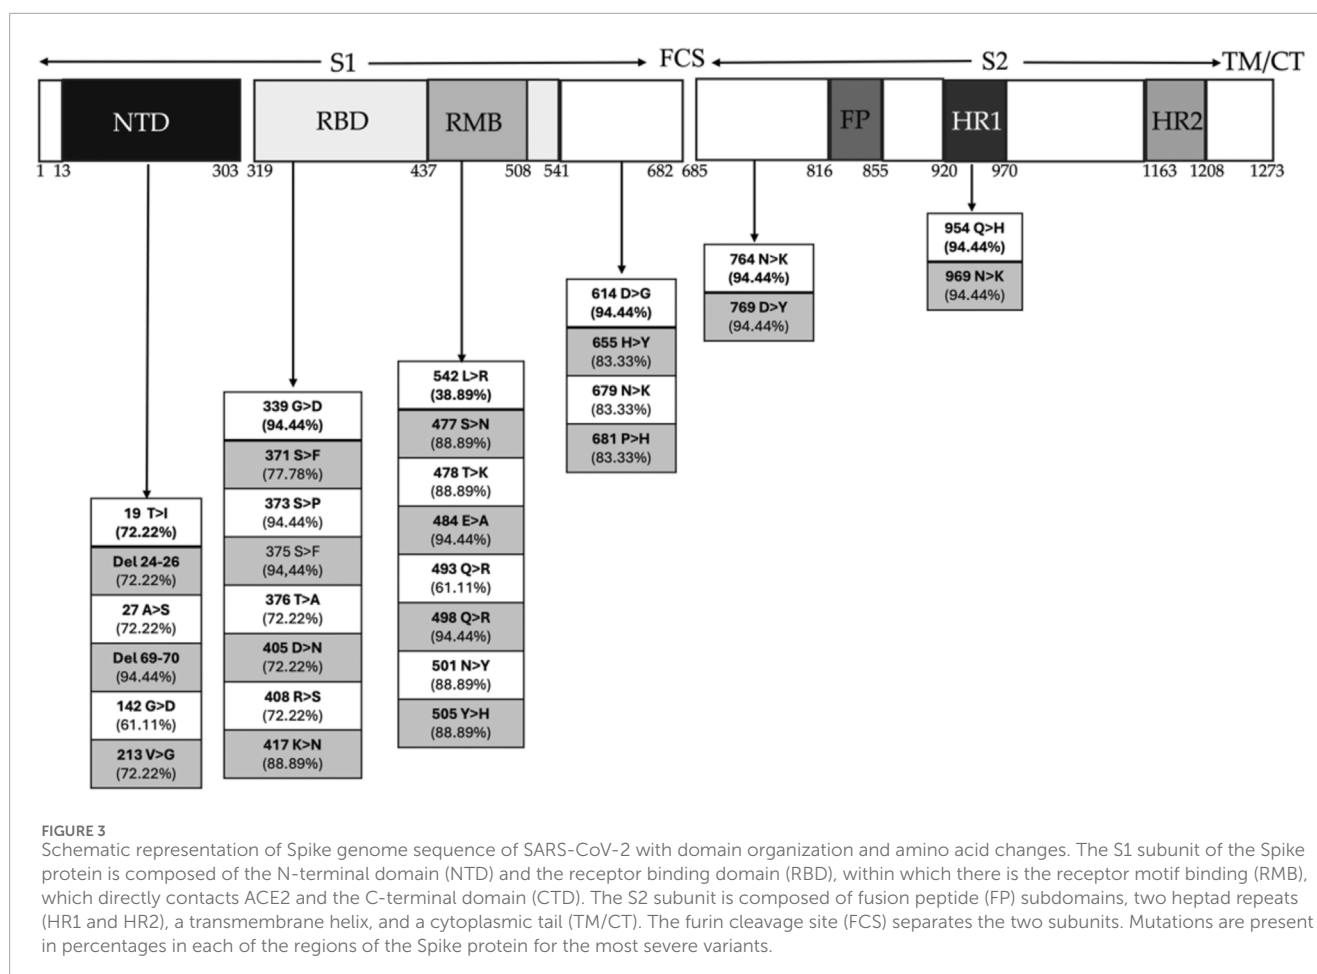 S1
FCS
S2
TM/CT
NTD
RBD
RMB
FP
HR1
HR2
1 13 303 319 437 508 541 682 685 816 855 920 970 1163 1208 1273
19 T>I
(72.22%)
Del 24-26
(72.22%)
27 A>S
(72.22%)
Del 69-70
(94.44%)
142 G>D
(61.11%)
213 V>G
(72.22%)
339 G>D
(94.44%)
371 S>F
(77.78%)
373 S>P
(94.44%)
375 S>F
(94,44%)
376 T>A
(72.22%)
405 D>N
(72.22%)
408 R>S
(72.22%)
417 K>N
(88.89%)
542 L>R
(38.89%)
477 S>N
(88.89%)
478 T>K
(88.89%)
484 E>A
(94.44%)
493 Q>R
(61.11%)
498 Q>R
(94.44%)
501 N>Y
(88.89%)
505 Y>H
(88.89%)
614 D>G
(94.44%)
655 H>Y
(83.33%)
679 N>K
(83.33%)
681 P>H
(83.33%)
764 N>K
(94.44%)
769 D>Y
(94.44%)
954 Q>H
(94.44%)
969 N>K
(94.44%)
FIGURE 3
Schematic representation of Spike genome sequence of SARS-CoV-2 with domain organization and amino acid changes. The S1 subunit of the Spike
protein is composed of the N-terminal domain (NTD) and the receptor binding domain (RBD), within which there is the receptor motif binding (RMB),
which directly contacts ACE2 and the C-terminal domain (CTD). The S2 subunit is composed of fusion peptide (FP) subdomains, two heptad repeats
(HR1 and HR2), a transmembrane helix, and a cytoplasmic tail (TM/CT). The furin cleavage site (FCS) separates the two subunits. Mutations are present
in percentages in each of the regions of the Spike protein for the most severe variants.